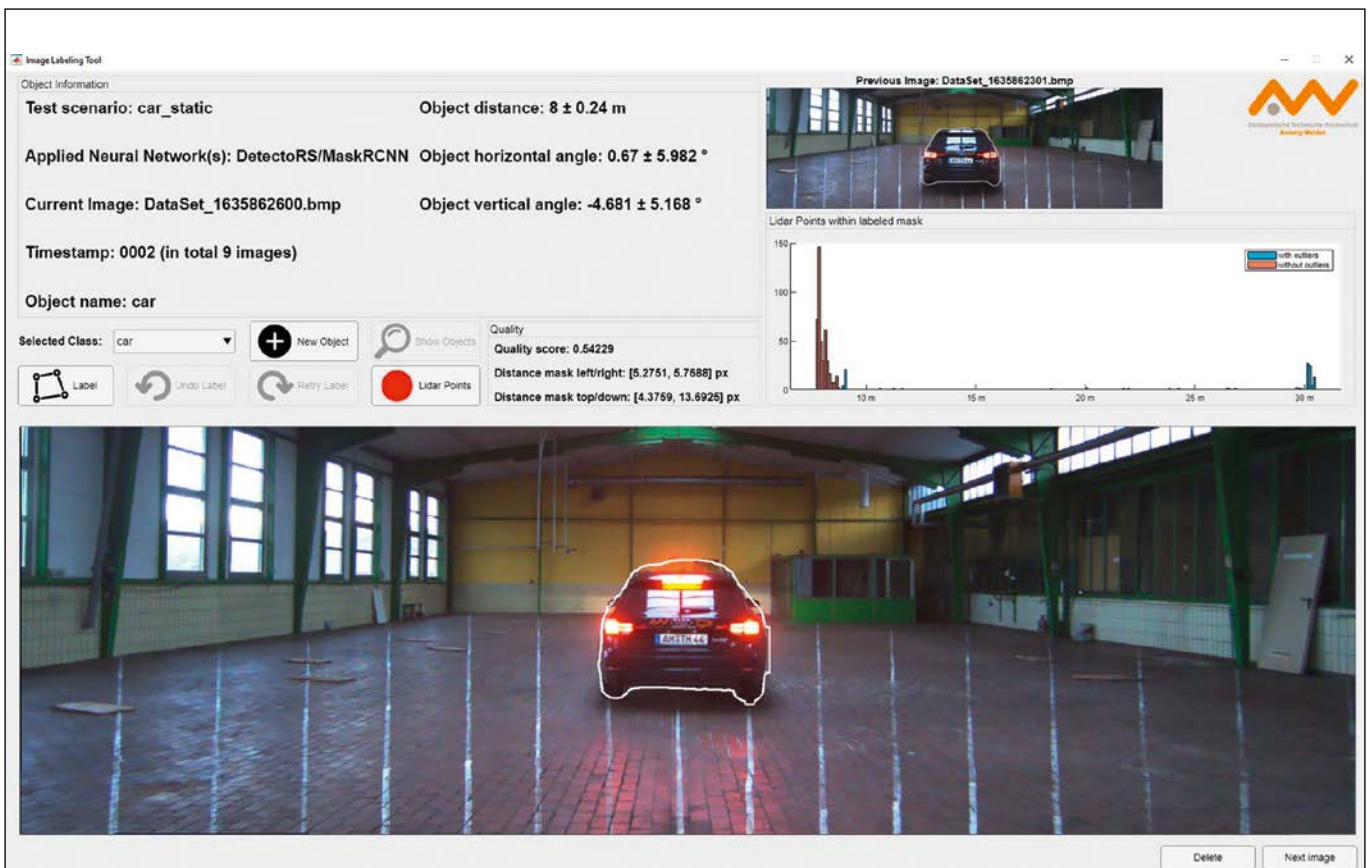 Image Labeling Tool
Object Information
Test scenario: car_static
Object distance: 8 ± 0.24 m
Applied Neural Network(s): DetectoRS/MaskRCNN
Object horizontal angle: 0.67 ± 5.982 °
Current Image: DataSet_1635862600.bmp
Object vertical angle: -4.681 ± 5.168 °
Timestamp: 0002 (in total 9 images)
Object name: car
Previous Image: DataSet_1635862301.bmp
Ostbayerische Technische Hochschule
Amberg-Weiden
Lidar Points within labeled mask
150
100
50
0
10 m
15 m
20 m
25 m
30 m
with outliers
without outliers
Selected Class:
car
New Object
Show Objects
Label
Undo Label
Retry Label
Lidar Points
Quality
Quality score: 0.54229
Distance mask left/right: [5.2751, 5.7688] px
Distance mask top/down: [4.3759, 13.6925] px
Delete
Next image